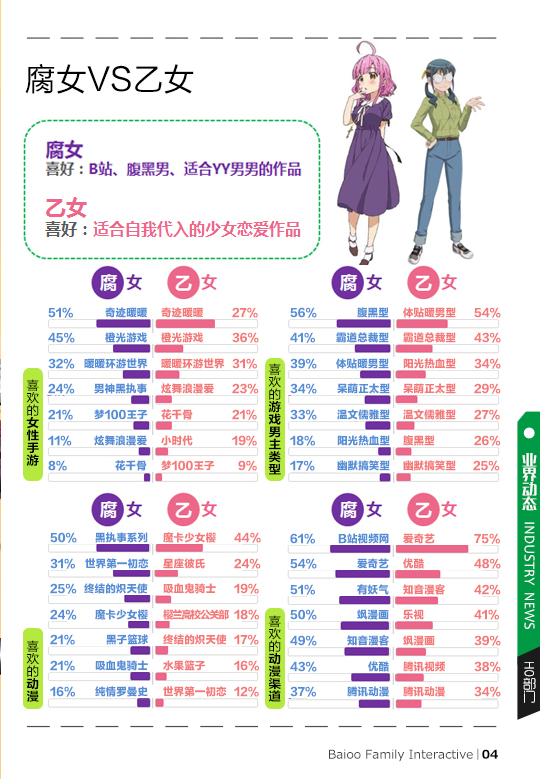 腐女VS乙女
腐女
喜好：B站、腹黑男、适合YY男男的作品
乙女
喜好：适合自我代入的少女恋爱作品
喜欢的女性手游
腐女 乙女
51% 奇迹暖暖 奇迹暖暖 27%
45% 橙光游戏 橙光游戏 36%
32% 暖暖环游世界 暖暖环游世界 31%
24% 男神黑执事 炫舞浪漫爱 23%
21% 梦100王子 花千骨 21%
11% 炫舞浪漫爱 小时代 19%
8% 花千骨 梦100王子 9%
喜欢的游戏男主类型
腐女 乙女
56% 腹黑型 体贴暖男型 54%
41% 霸道总裁型 霸道总裁型 43%
39% 体贴暖男型 阳光热血型 34%
34% 呆萌正太型 呆萌正太型 29%
33% 温文儒雅型 温文儒雅型 27%
18% 阳光热血型 腹黑型 26%
17% 幽默搞笑型 幽默搞笑型 25%
喜欢的动漫
腐女 乙女
50% 黑执事系列 魔卡少女樱 44%
31% 世界第一初恋 星座彼氏 24%
25% 终结的炽天使 吸血鬼骑士 19%
24% 魔卡少女樱 樱兰高校公关部 18%
21% 黑子篮球 终结的炽天使 17%
21% 吸血鬼骑士 水果篮子 16%
16% 纯情罗曼史 世界第一初恋 12%
喜欢的动漫渠道
腐女 乙女
61% B站视频网 爱奇艺 75%
54% 爱奇艺 优酷 48%
51% 有妖气 知音漫客 42%
50% 飒漫画 乐视 41%
49% 知音漫客 飒漫画 39%
43% 优酷 腾讯视频 38%
37% 腾讯动漫 腾讯动漫 34%
业界动态 INDUSTRY NEWS
HO部门
Baioo Family Interactive | 04